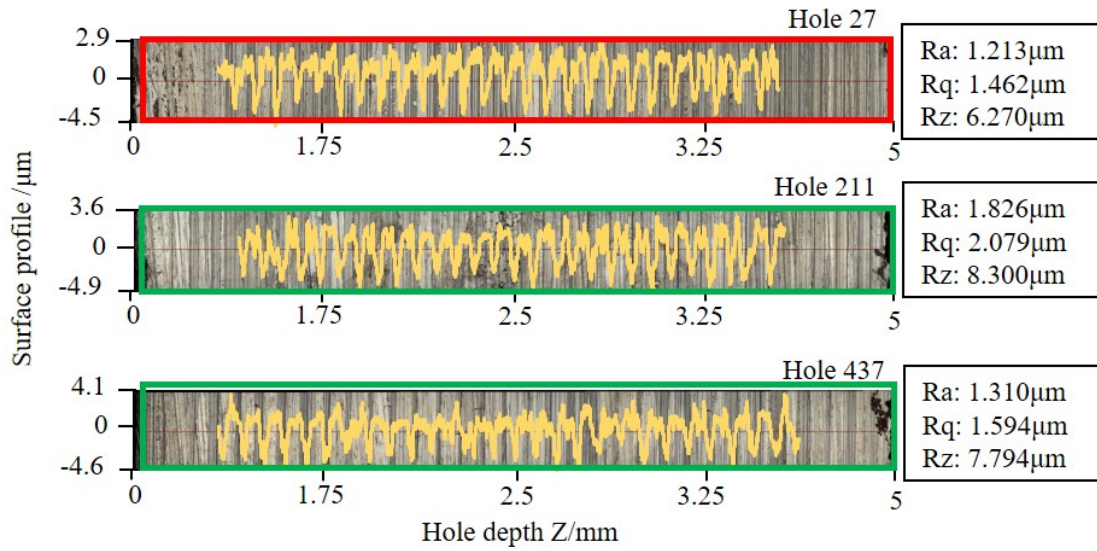 Hole 27
2.9
0
-4.5
0
1.75
2.5
3.25
5
Ra: 1.213μm
Rq: 1.462μm
Rz: 6.270μm
Hole 211
3.6
0
-4.9
0
1.75
2.5
3.25
5
Ra: 1.826μm
Rq: 2.079μm
Rz: 8.300μm
Hole 437
4.1
0
-4.6
0
1.75
2.5
3.25
5
Ra: 1.310μm
Rq: 1.594μm
Rz: 7.794μm
Surface profile /μm
Hole depth Z/mm